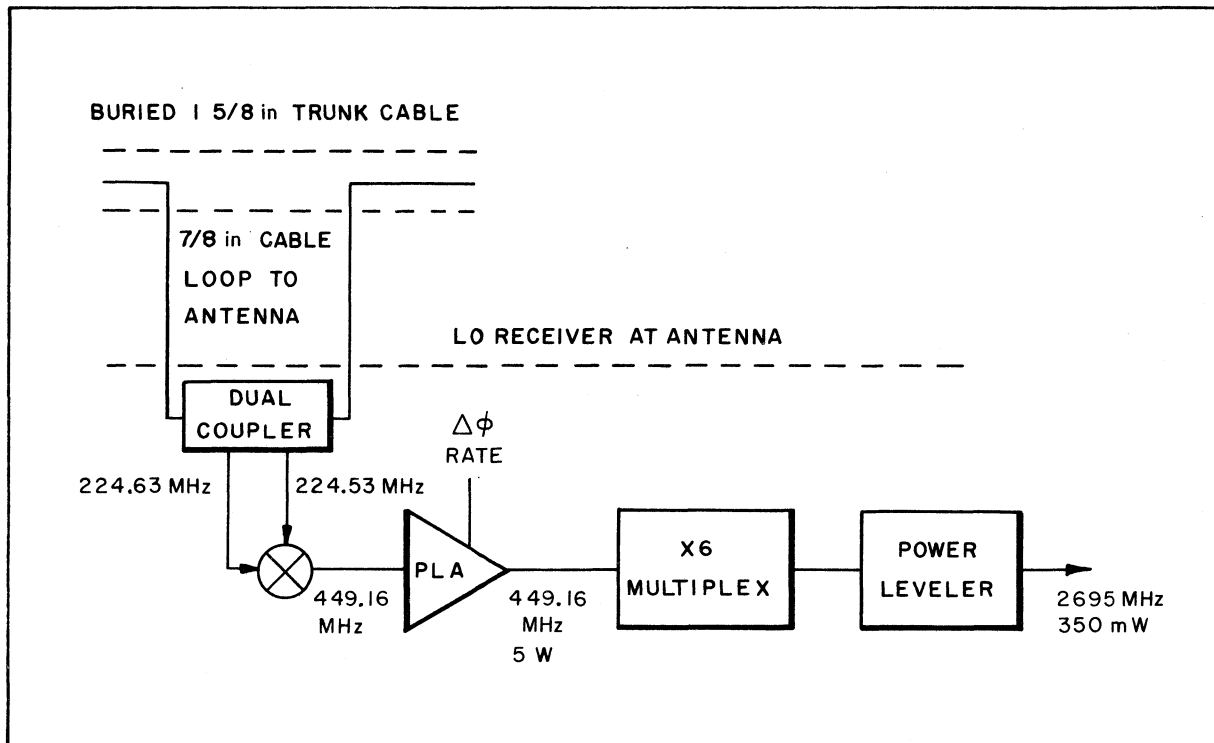 BURIED 1 5/8 in TRUNK CABLE
7/8 in CABLE
LOOP TO
ANTENNA
LO RECEIVER AT ANTENNA
DUAL
COUPLER
Δϕ
RATE
224.63 MHz
224.53 MHz
PLA
449.16
MHz
449.16
MHz
5 W
X6
MULTIPLEX
POWER
LEVELER
2695 MHz
350 mW